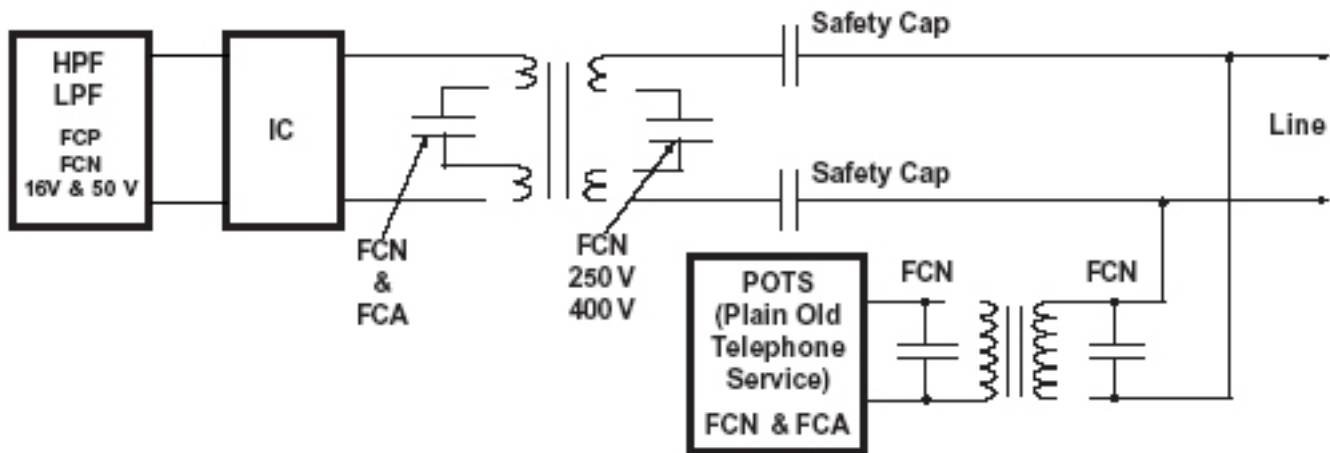 Safety Cap
HPF
LPF
FCP
FCN
16V & 50 V
IC
Line
Safety Cap
FCN
&
FCA
FCN
250 V
400 V
POTS
(Plain Old
Telephone
Service)
FCN & FCA
FCN
FCN